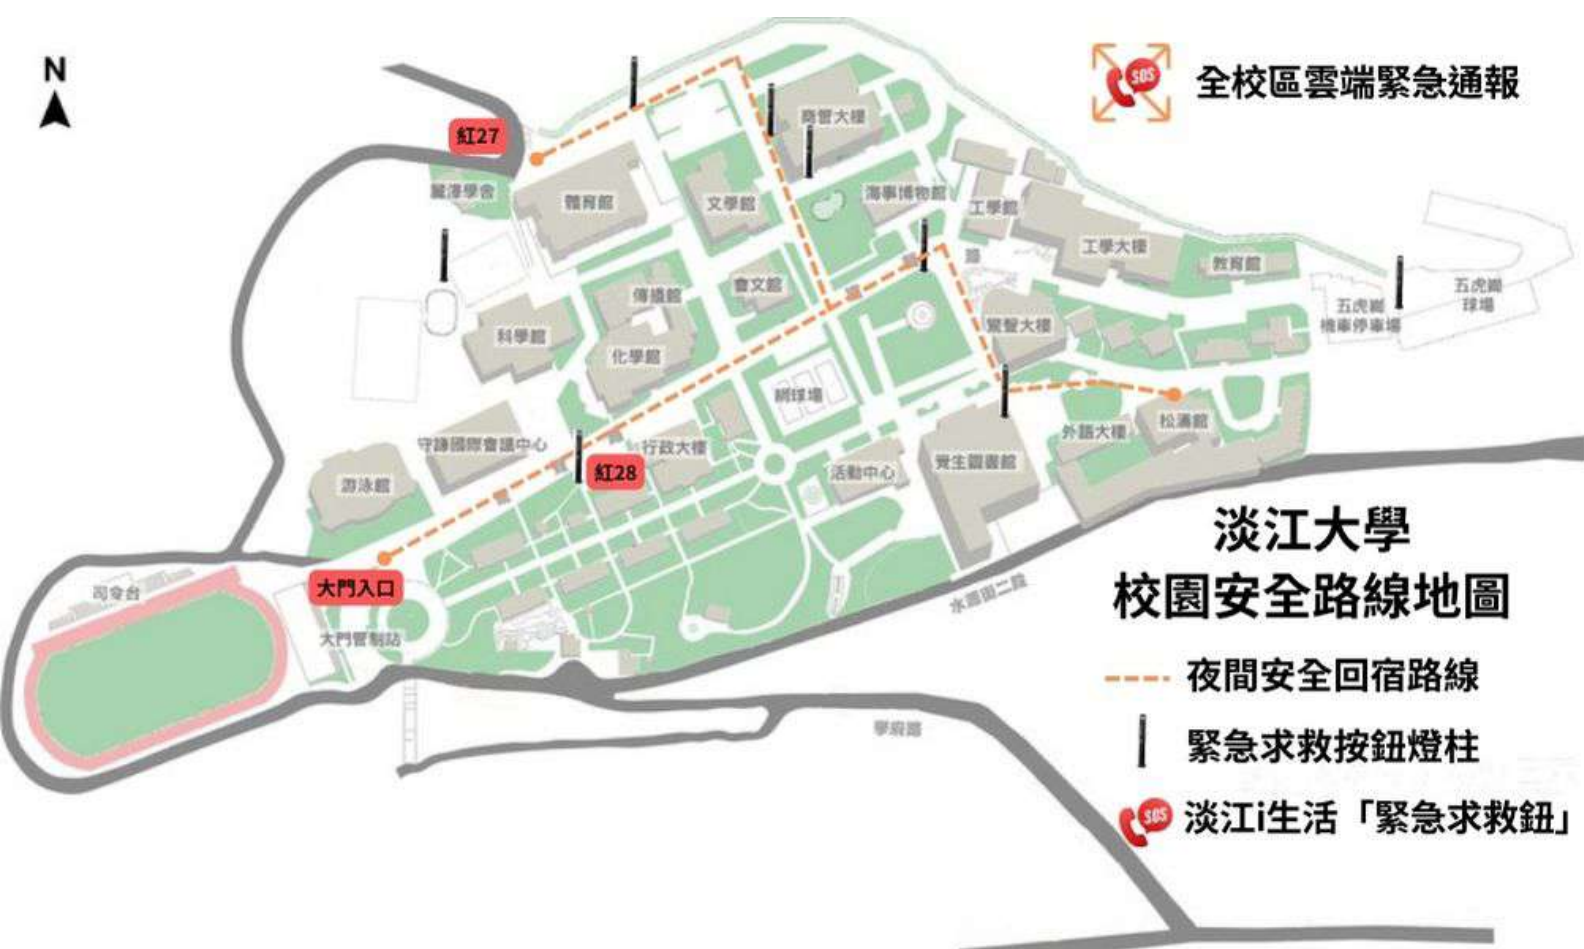 N
SOS
全校區雲端緊急通報
紅27
麗澤學舍
體育館
文學館
商管大樓
海事博物館
工學館
工學大樓
教育館
五虎崗
球場
五虎崗
機車停車場
傳播館
會文館
科學館
化學館
驚聲大樓
網球場
守謙國際會議中心
行政大樓
紅28
游泳館
活動中心
覺生圖書館
外語大樓
松濤館
大門入口
司令台
大門管制站
水源街二段
學府路
淡江大學
校園安全路線地圖
夜間安全回宿路線
緊急求救按鈕燈柱
SOS
淡江i生活「緊急求救鈕」